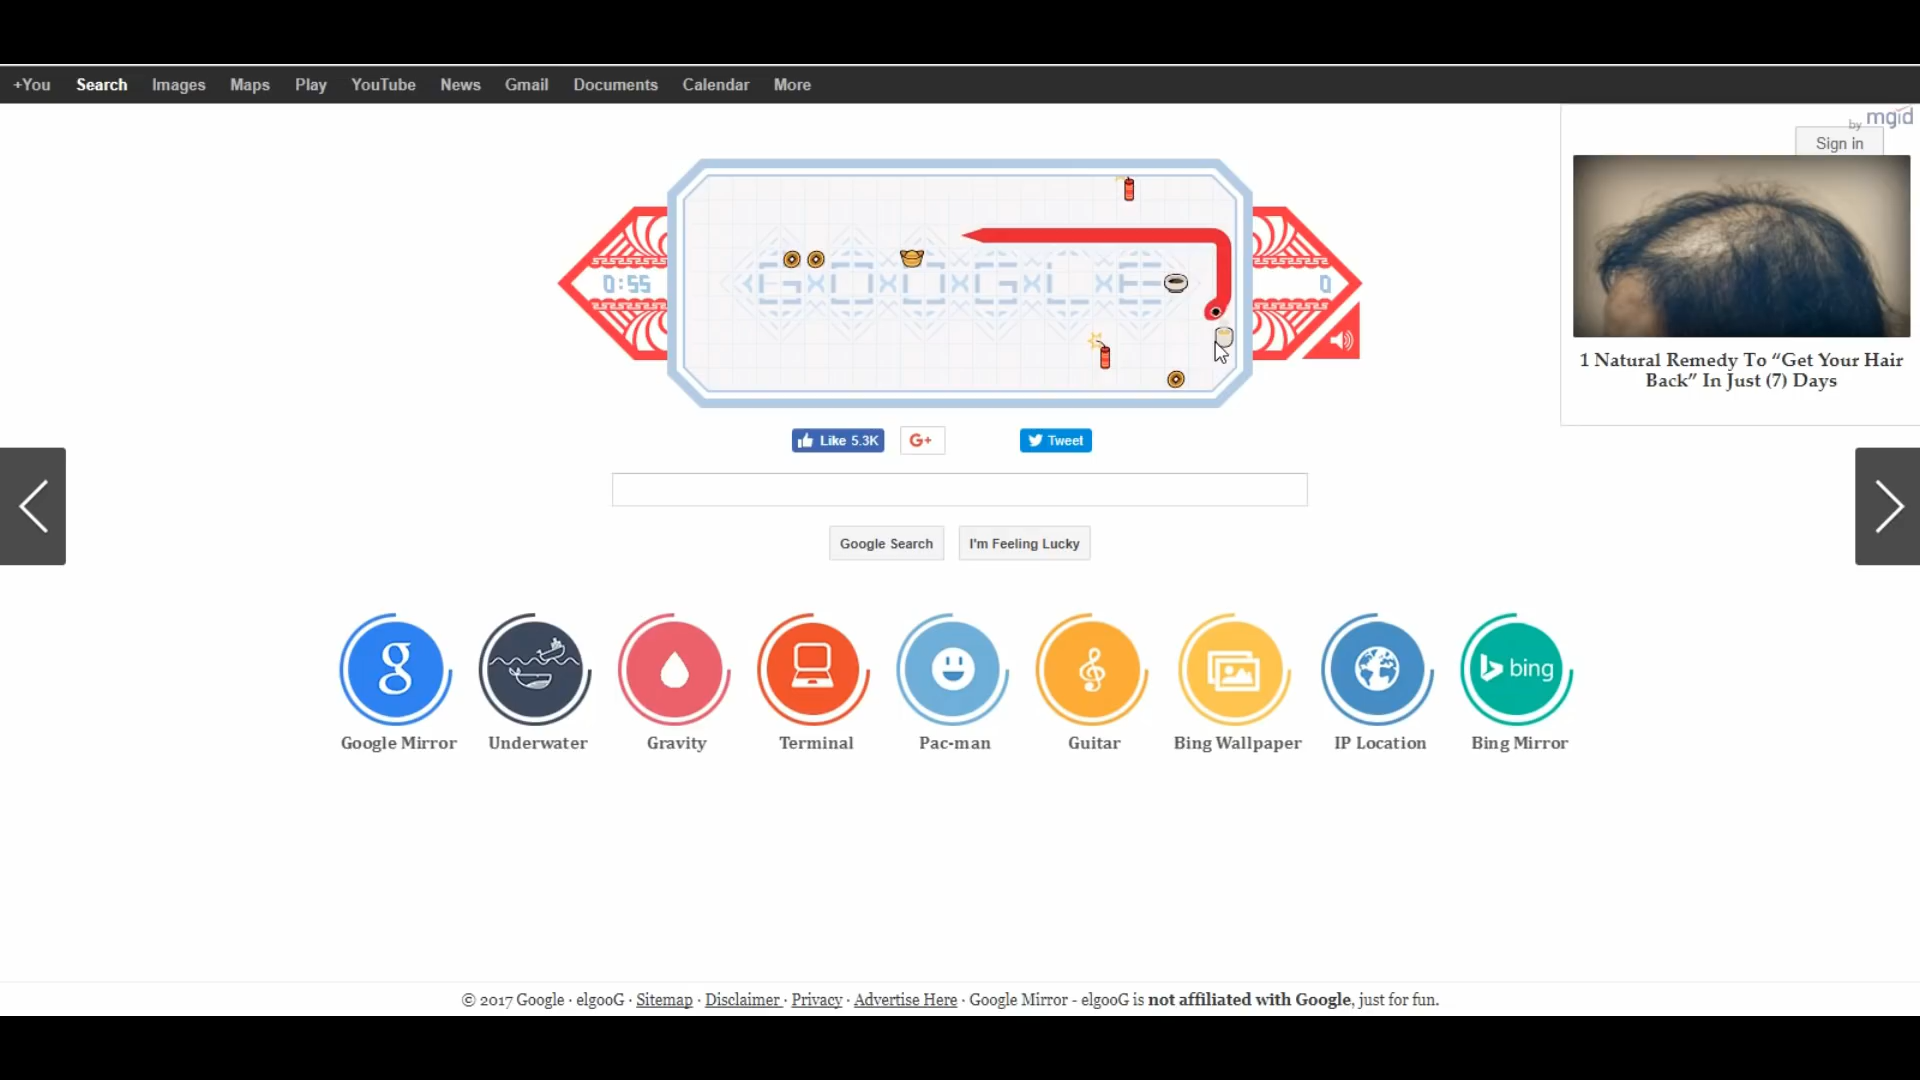 +You Search Images Maps Play YouTube News Gmail Documents Calendar More
by mgid
Sign in
GOOGLE
0:55
0
1 Natural Remedy To “Get Your Hair
Back” In Just (7) Days
Like 5.3K G+ Tweet
Google Search I'm Feeling Lucky
g
bing
Google Mirror Underwater Gravity Terminal Pac-man Guitar Bing Wallpaper IP Location Bing Mirror
© 2017 Google · elgooG · Sitemap · Disclaimer · Privacy · Advertise Here · Google Mirror - elgooG is not affiliated with Google, just for fun.